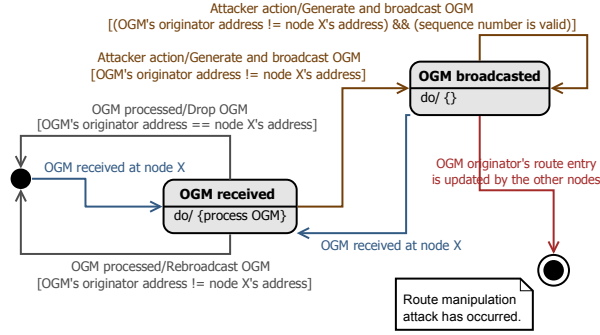 Attacker action/Generate and broadcast OGM
[(OGM's originator address != node X's address) && (sequence number is valid)]
Attacker action/Generate and broadcast OGM
[OGM's originator address != node X's address]
OGM broadcasted
do/ {}
OGM processed/Drop OGM
[OGM's originator address == node X's address]
OGM received at node X
OGM originator's route entry
is updated by the other nodes
OGM received
do/ {process OGM}
OGM received at node X
OGM processed/Rebroadcast OGM
[OGM's originator address != node X's address]
Route manipulation
attack has occurred.